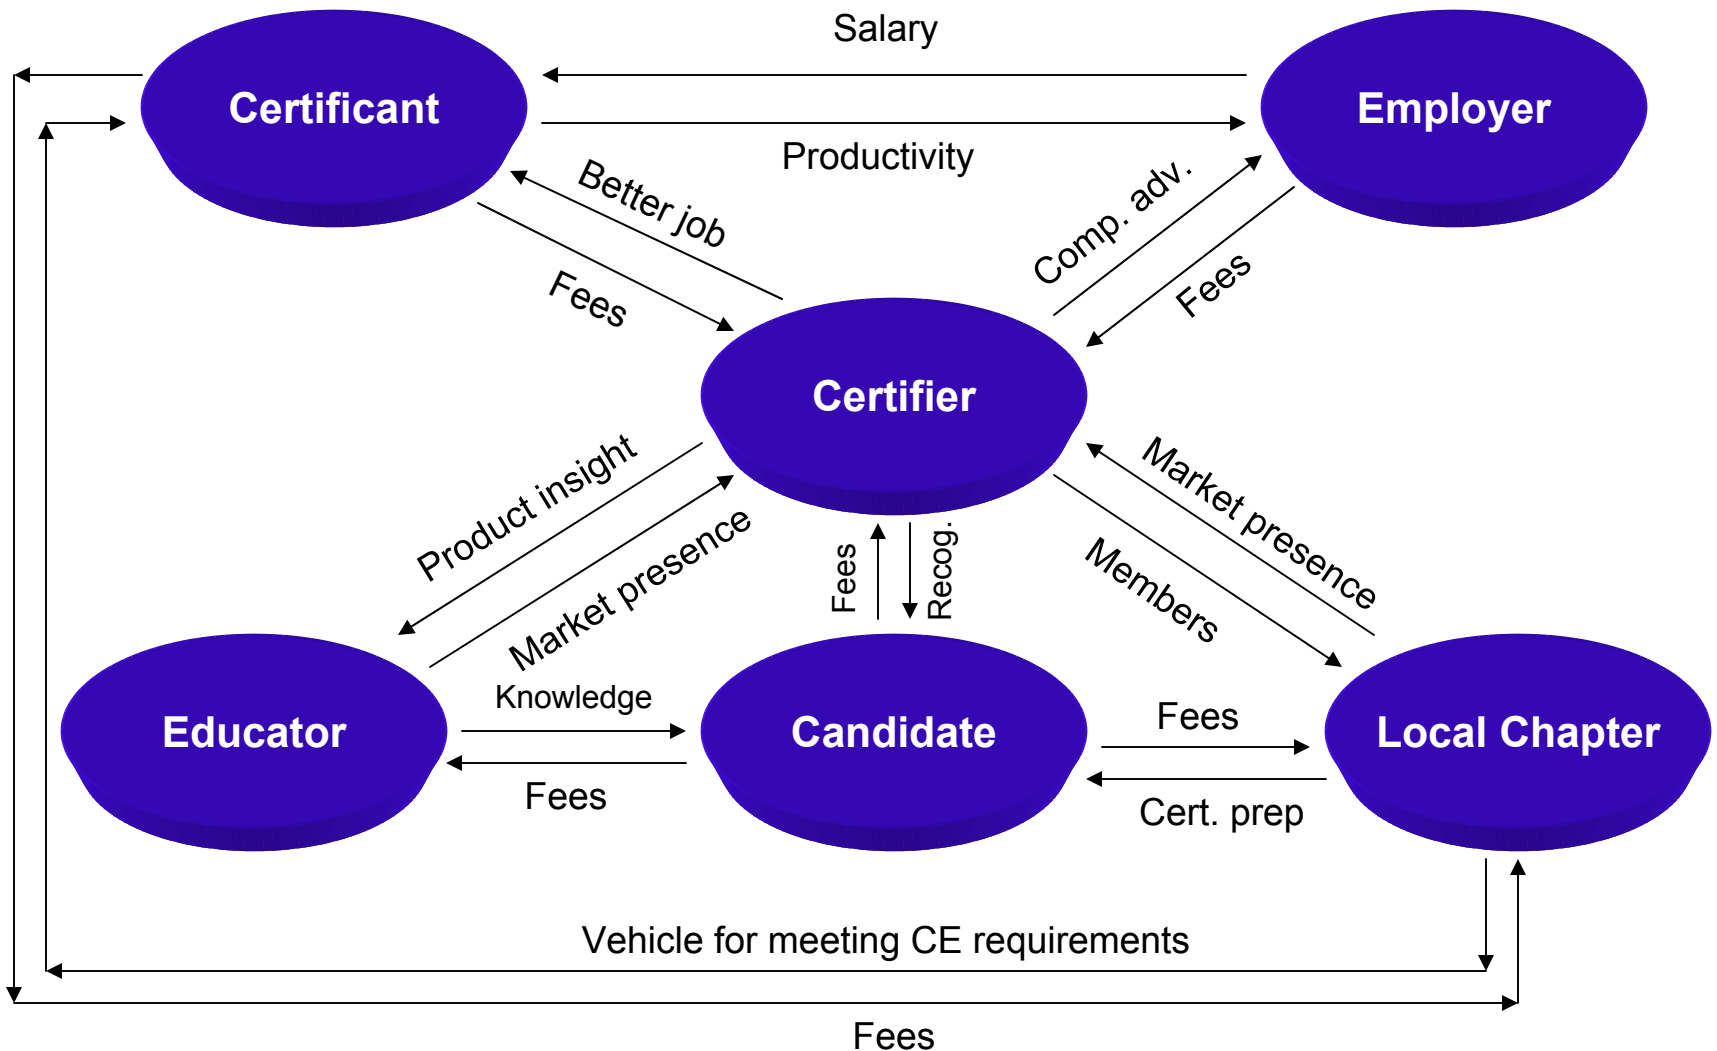 Salary
Certificant
Employer
Productivity
Better job
Comp. adv.
Fees
Fees
Certifier
Product insight
Market presence
Market presence
Members
Fees
Recog.
Knowledge
Educator
Candidate
Fees
Local Chapter
Fees
Cert. prep
Vehicle for meeting CE requirements
Fees